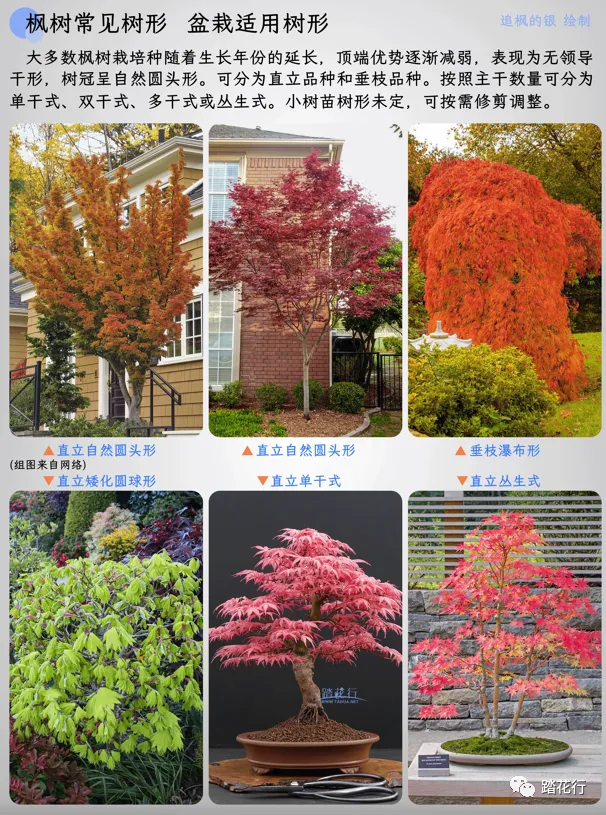 枫树常见树形 盆栽适用树形
追枫的银 绘制
大多数枫树栽培种随着生长年份的延长，顶端优势逐渐减弱，表现为无领导
干形，树冠呈自然圆头形。可分为直立品种和垂枝品种。按照主干数量可分为
单干式、双干式、多干式或丛生式。小树苗树形未定，可按需修剪调整。
▲直立自然圆头形 ▲直立自然圆头形 ▲垂枝瀑布形
(组图来自网络)
▼直立矮化圆球形 ▼直立单干式 ▼直立丛生式
踏花行
WWW.TAHUA.NET
踏花行